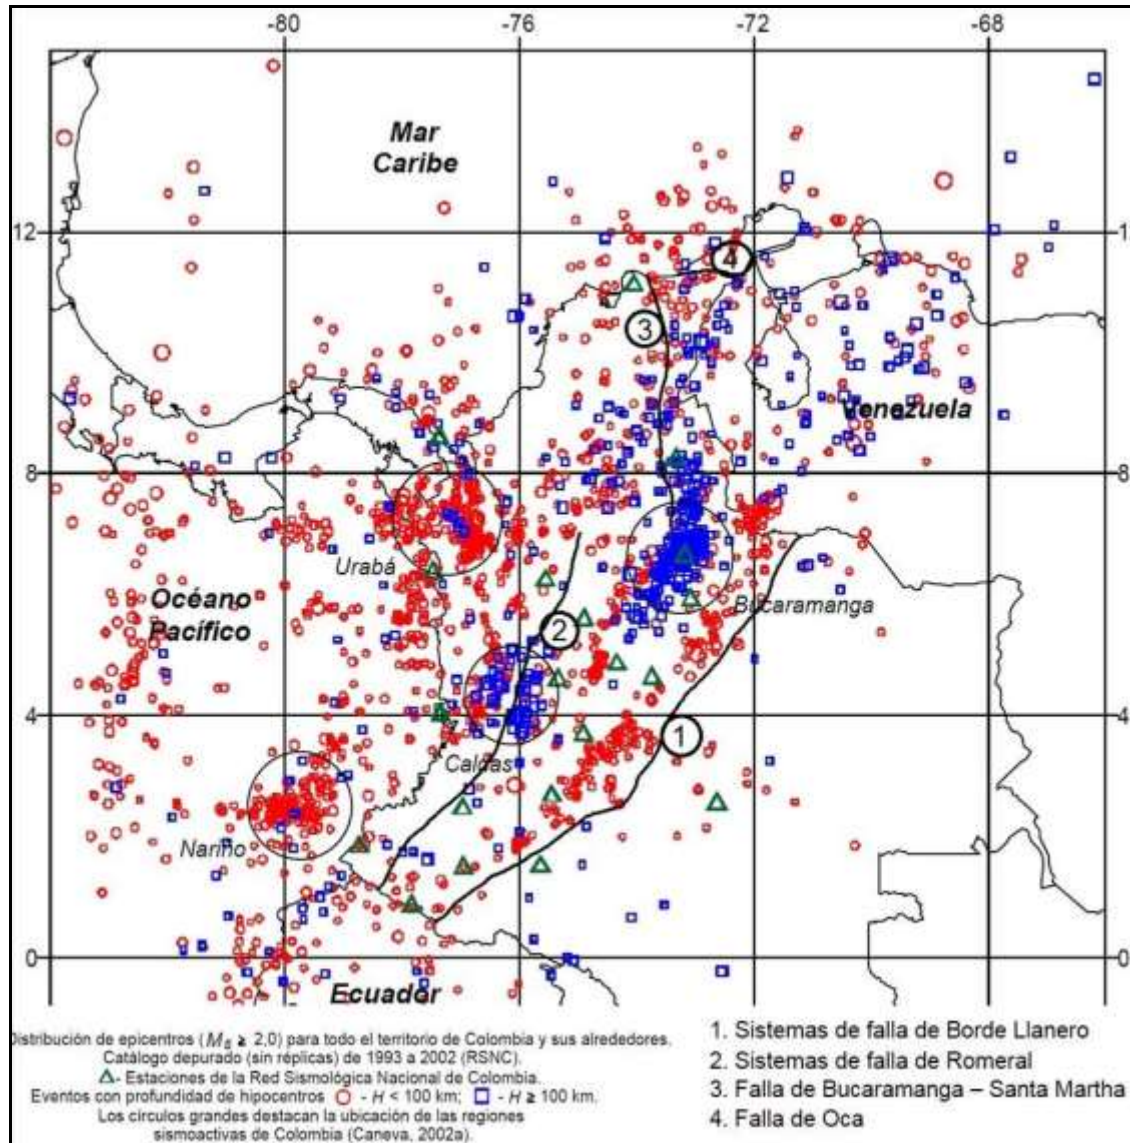 -80 -76 -72 -68
Mar
Caribe
12 1
4
3
Venezuela
8 8
Urabá
Océano
Pacífico
Bucaramanga
2
4 4
1
Caldas
Nariño
0 0
Ecuador
Distribución de epicentros (Ms ≥ 2,0) para todo el territorio de Colombia y sus alrededores.
Catálogo depurado (sin réplicas) de 1993 a 2002 (RSNC).
- Estaciones de la Red Sismológica Nacional de Colombia.
Eventos con profundidad de hipocentros - H < 100 km; - H ≥ 100 km.
Los círculos grandes destacan la ubicación de las regiones
sismoactivas de Colombia (Caneva, 2002a).
1. Sistemas de falla de Borde Llanero
2. Sistemas de falla de Romeral
3. Falla de Bucaramanga – Santa Martha
4. Falla de Oca